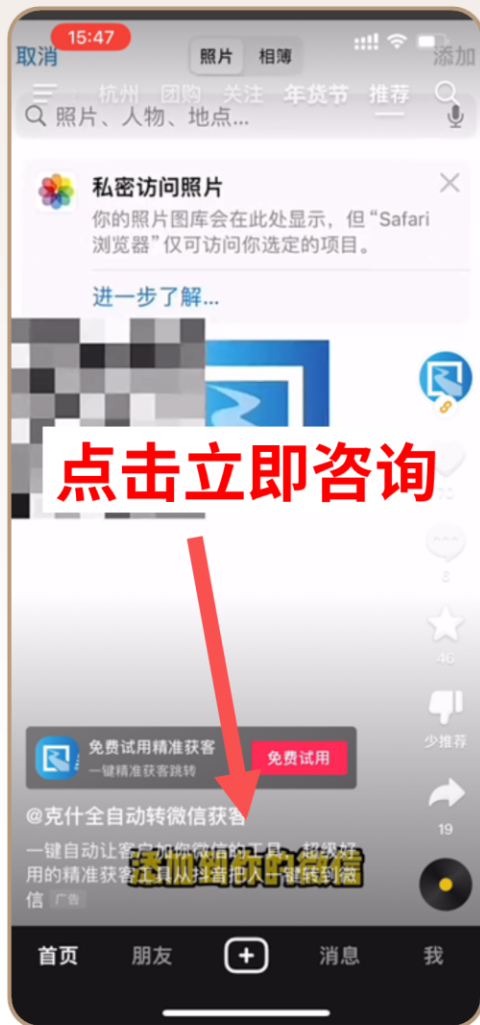 15:47
取消
照片
相簿
添加
杭州
团购
关注
年货节
推荐
照片、人物、地点...
私密访问照片
你的照片图库会在此处显示，但“Safari
浏览器”仅可访问你选定的项目。
进一步了解...
点击立即咨询
46
少推荐
19
免费试用精准获客
一键精准获客跳转
免费试用
@克什全自动转微信获客
一键自动让客户加你微信的工具，超级好
用的精准获客工具从抖音把人一键转到微
信
广告
添加到你的微信
首页
朋友
消息
我